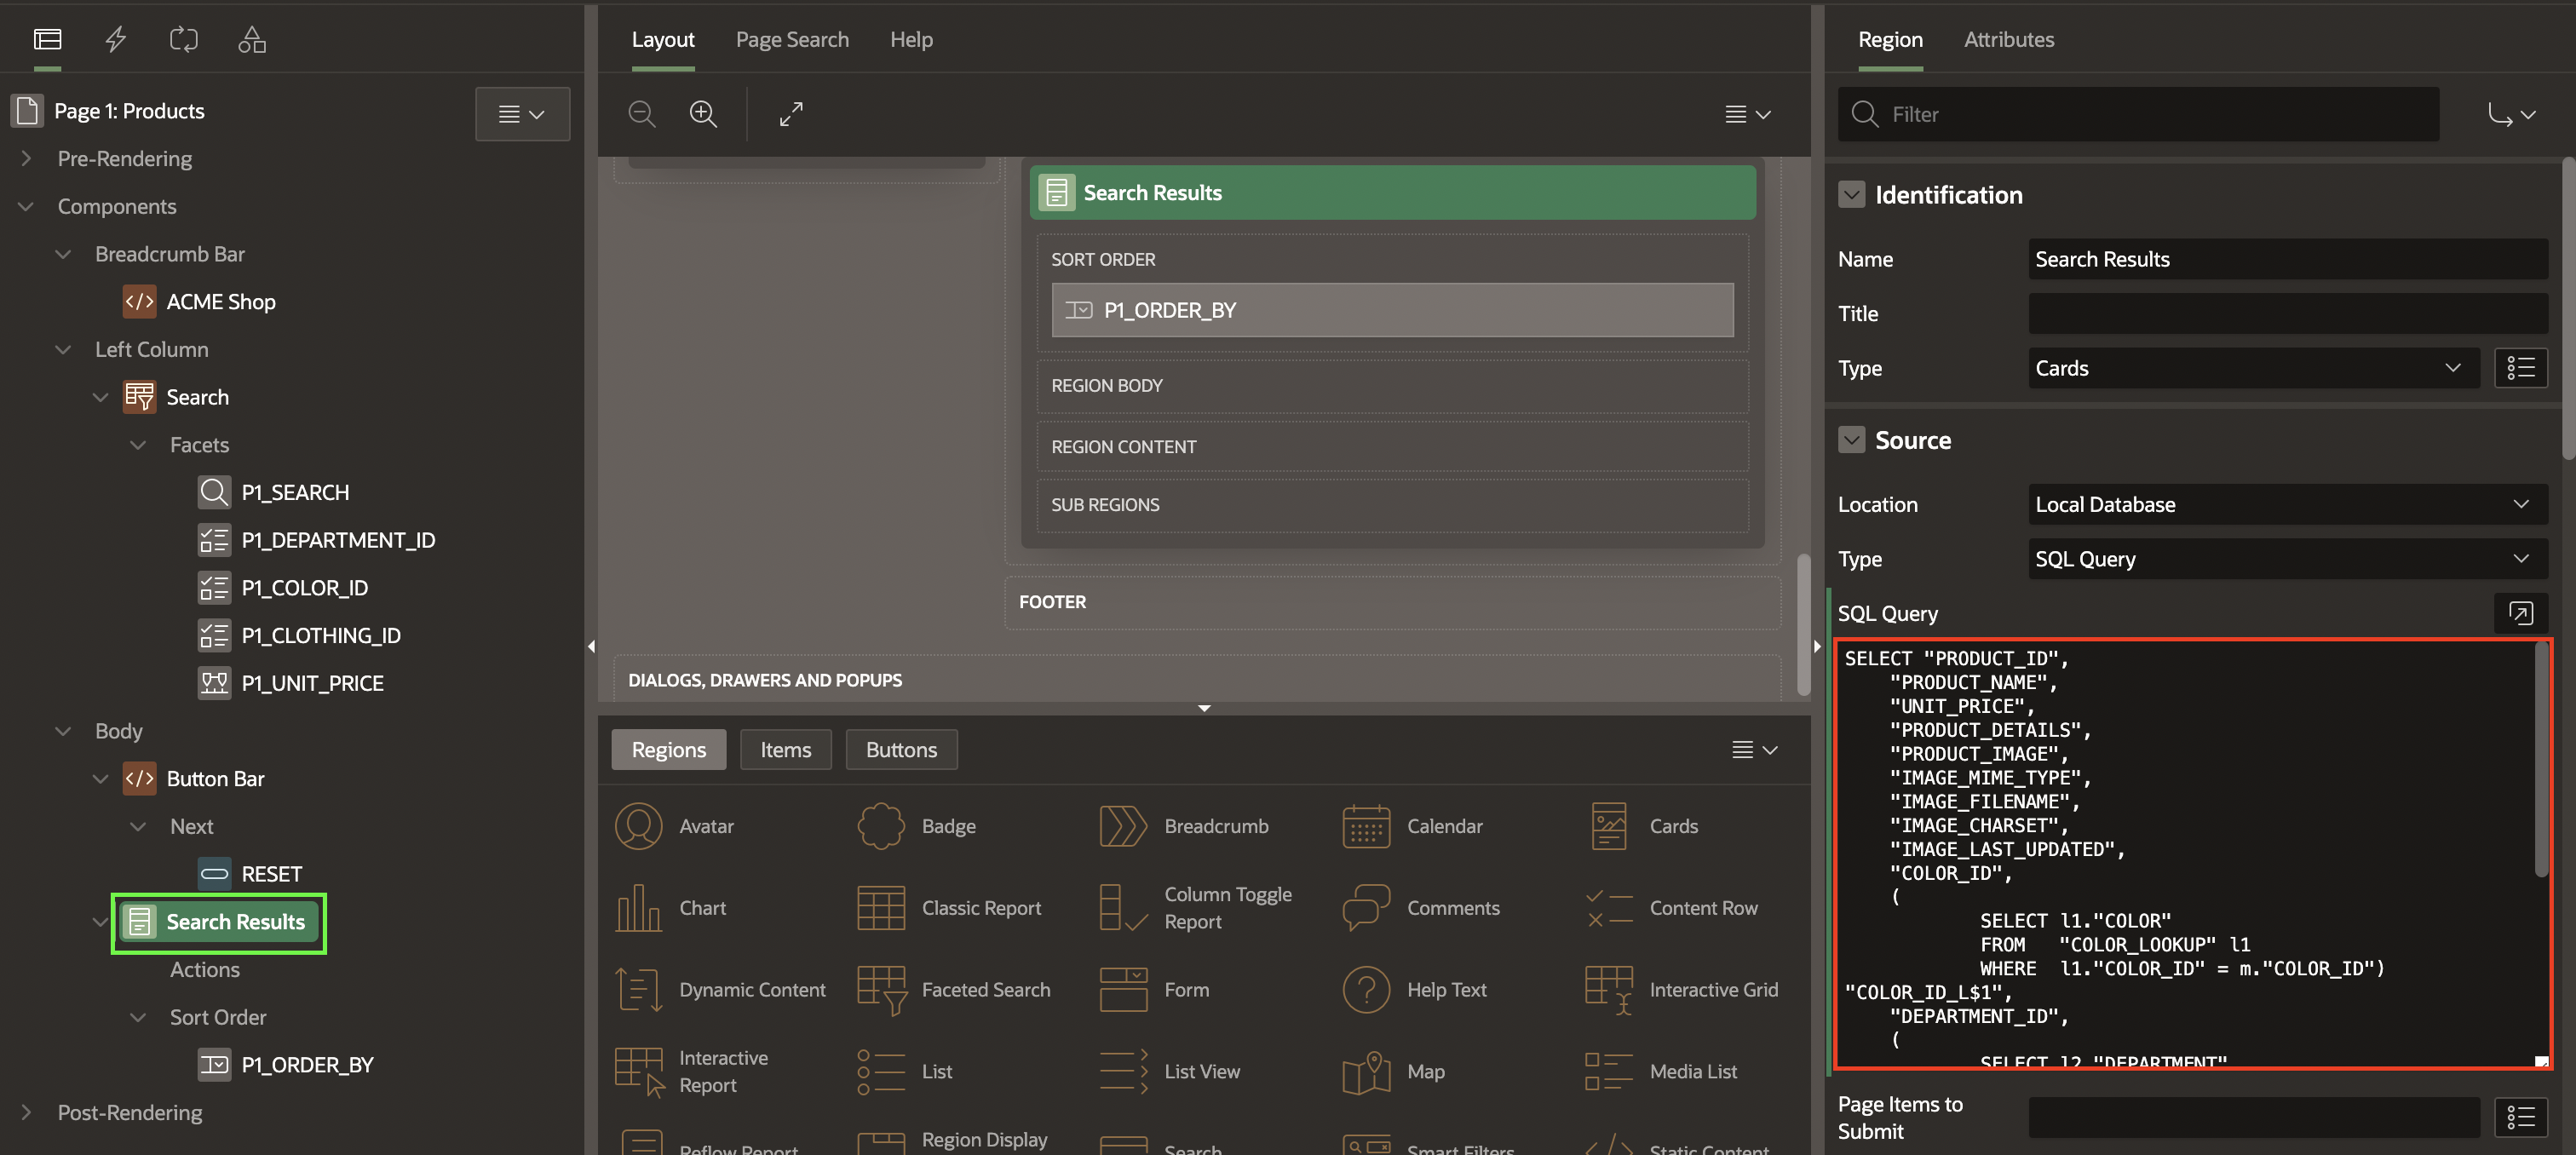 Page 1: Products
Pre-Rendering
Components
Breadcrumb Bar
ACME Shop
Left Column
Search
Facets
P1_SEARCH
P1_DEPARTMENT_ID
P1_COLOR_ID
P1_CLOTHING_ID
P1_UNIT_PRICE
Body
Button Bar
Next
RESET
Search Results
Actions
Sort Order
P1_ORDER_BY
Post-Rendering
Layout
Page Search
Help
Search Results
SORT ORDER
P1_ORDER_BY
REGION BODY
REGION CONTENT
SUB REGIONS
FOOTER
DIALOGS, DRAWERS AND POPUPS
Regions
Items
Buttons
Avatar
Badge
Breadcrumb
Calendar
Cards
Chart
Classic Report
Column Toggle
Report
Comments
Content Row
Dynamic Content
Faceted Search
Form
Help Text
Interactive Grid
Interactive
Report
List
List View
Map
Media List
Reflow Report
Region Display
Search
Smart Filters
Static Content
Region
Attributes
Filter
Identification
Name
Search Results
Title
Type
Cards
Source
Location
Local Database
Type
SQL Query
SQL Query
SELECT "PRODUCT_ID",
"PRODUCT_NAME",
"UNIT_PRICE",
"PRODUCT_DETAILS",
"PRODUCT_IMAGE",
"IMAGE_MIME_TYPE",
"IMAGE_FILENAME",
"IMAGE_CHARSET",
"IMAGE_LAST_UPDATED",
"COLOR_ID",
(
SELECT l1."COLOR"
FROM "COLOR_LOOKUP" l1
WHERE l1."COLOR_ID" = m."COLOR_ID")
"COLOR_ID_L$1",
"DEPARTMENT_ID",
(
SELECT l2."DEPARTMENT"
Page Items to
Submit